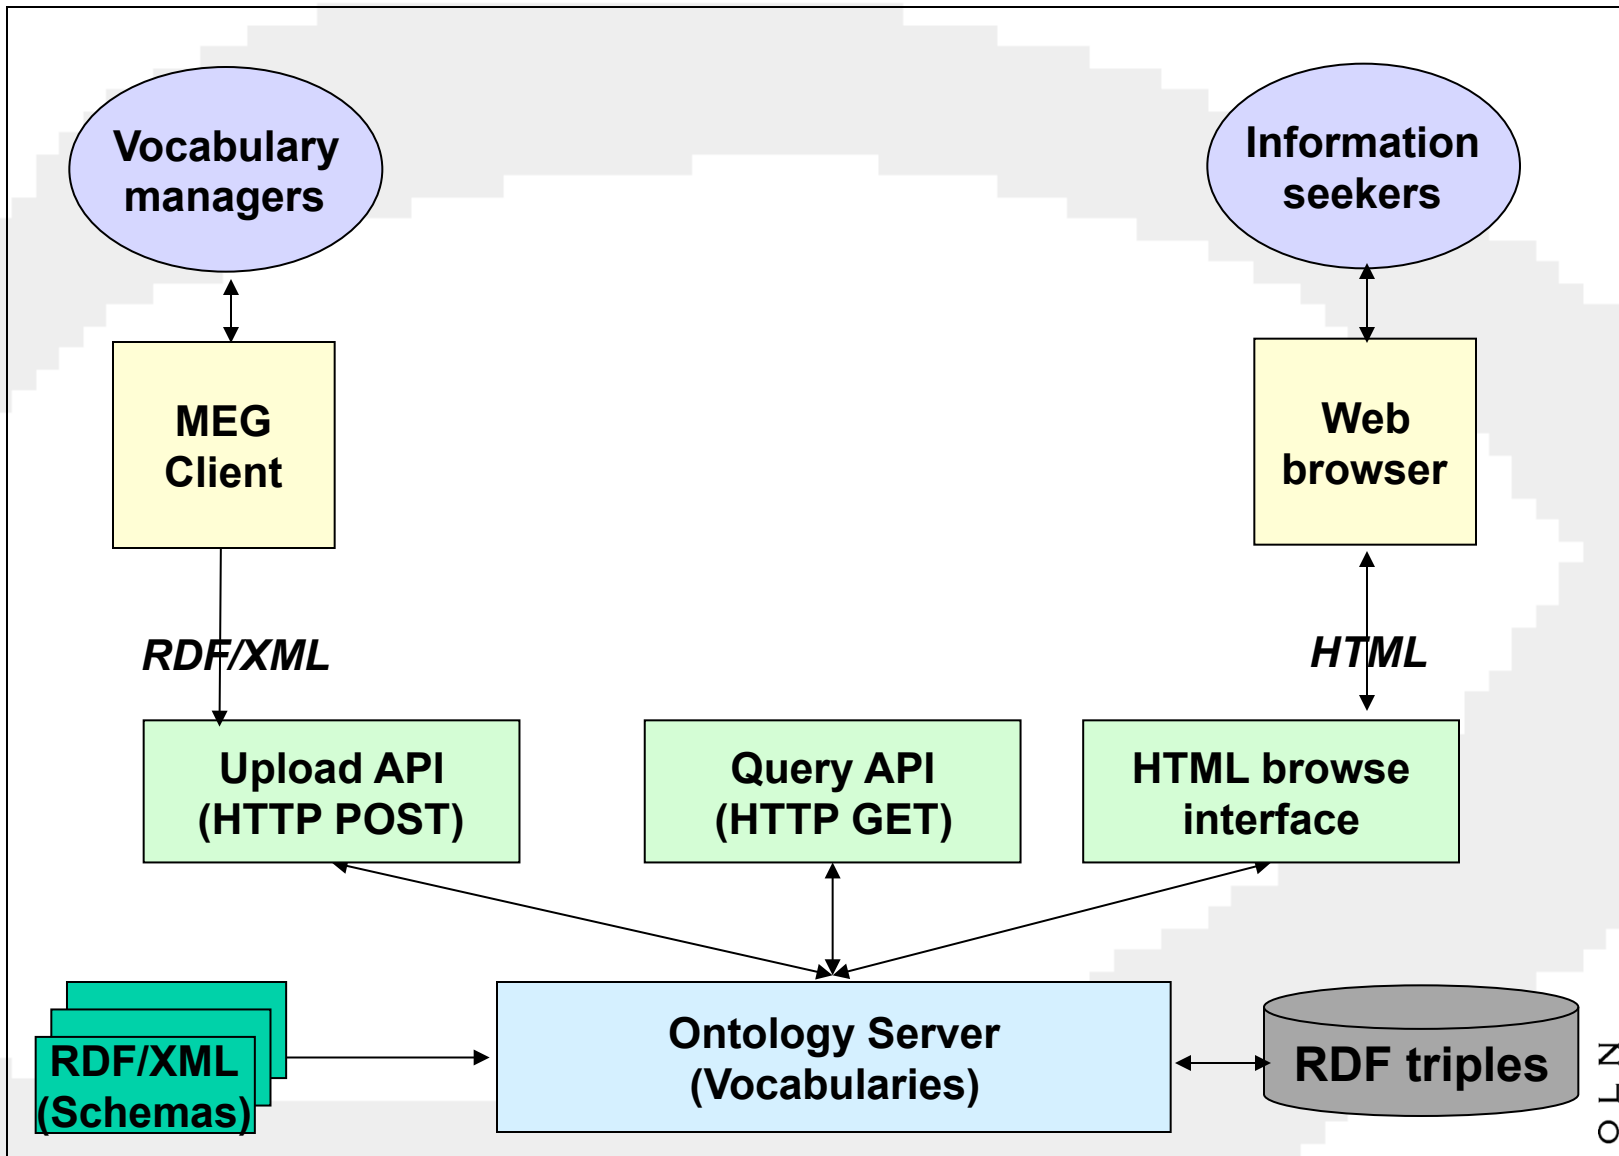 Vocabulary
managers
Information
seekers
MEG
Client
Web
browser
RDF/XML
HTML
Upload API
(HTTP POST)
Query API
(HTTP GET)
HTML browse
interface
Ontology Server
(Vocabularies)
RDF/XML
(Schemas)
RDF triples
OLN